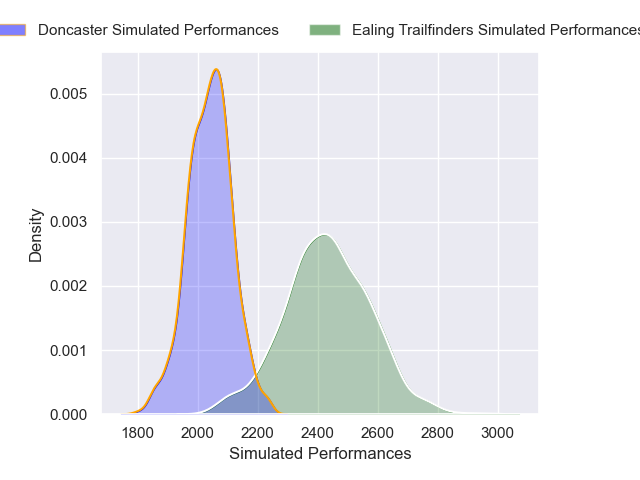 Doncaster Simulated Performances Ealing Trailfinders Simulated Performances
0.005
0.004
0.003
0.002
0.001
0.000
Density
1800 2000 2200 2400 2600 2800 3000
Simulated Performances